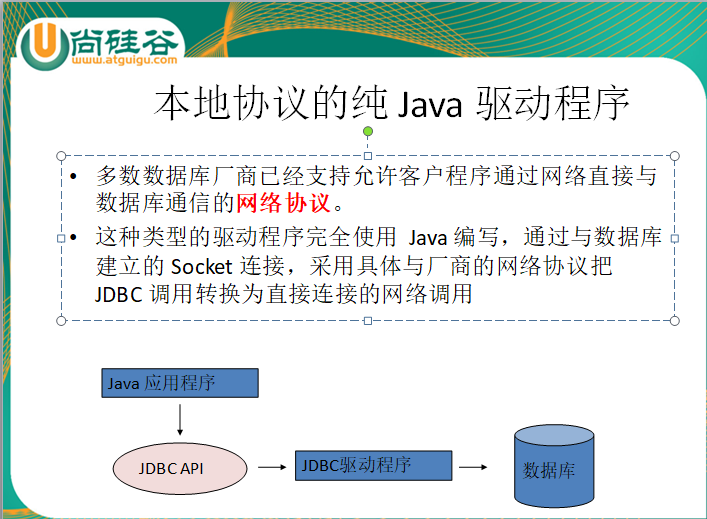 尚硅谷
www.atguigu.com
本地协议的纯 Java 驱动程序
• 多数数据库厂商已经支持允许客户程序通过网络直接与
数据库通信的网络协议。
• 这种类型的驱动程序完全使用 Java 编写，通过与数据库
建立的 Socket 连接，采用具体与厂商的网络协议把
JDBC 调用转换为直接连接的网络调用
Java 应用程序
JDBC API
JDBC驱动程序
数据库